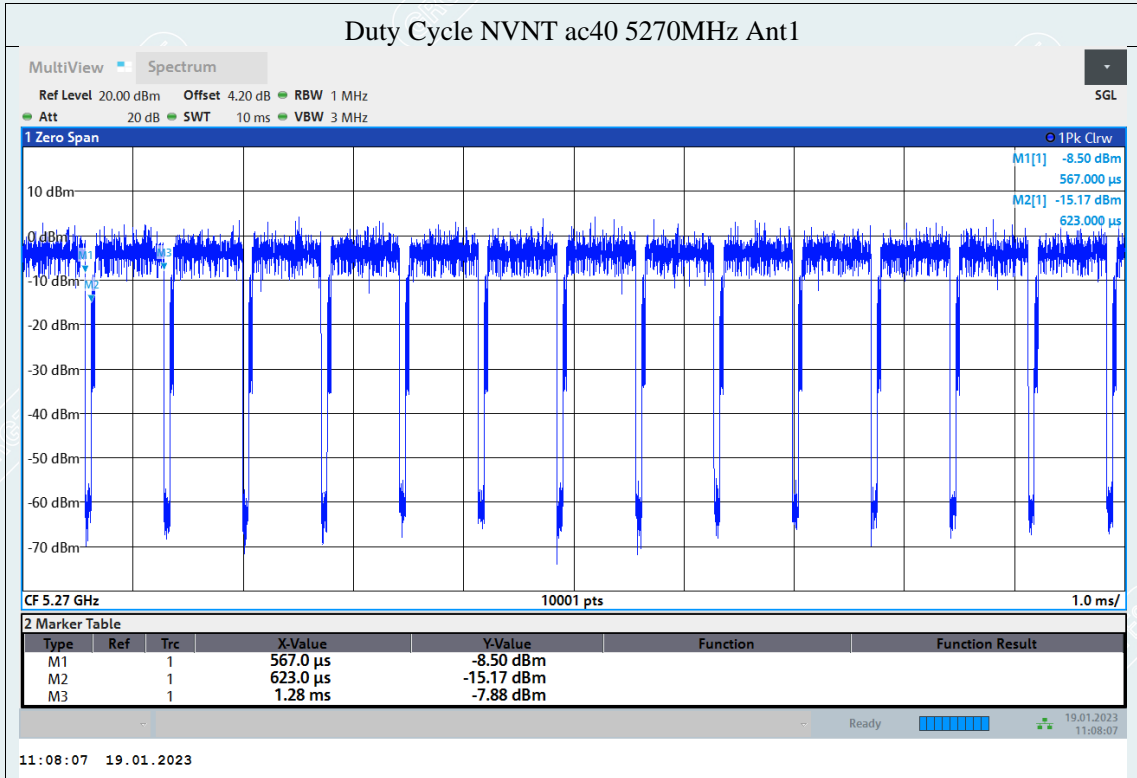 Duty Cycle NVNT ac40 5270MHz Ant1
MultiView Spectrum
Ref Level 20.00 dBm Offset 4.20 dB RBW 1 MHz SGL
Att 20 dB SWT 10 ms VBW 3 MHz
1 Zero Span 1Pk Clrw
M1[1] -8.50 dBm
567.000 µs
10 dBm
M2[1] -15.17 dBm
623.000 µs
0 dBm
M1 M3
-10 dBm
M2
-20 dBm
-30 dBm
-40 dBm
-50 dBm
-60 dBm
-70 dBm
CF 5.27 GHz 10001 pts 1.0 ms/
2 Marker Table
Type Ref Trc X-Value Y-Value Function Function Result
M1 1 567.0 µs -8.50 dBm
M2 1 623.0 µs -15.17 dBm
M3 1 1.28 ms -7.88 dBm
Ready 19.01.2023
11:08:07
11:08:07 19.01.2023